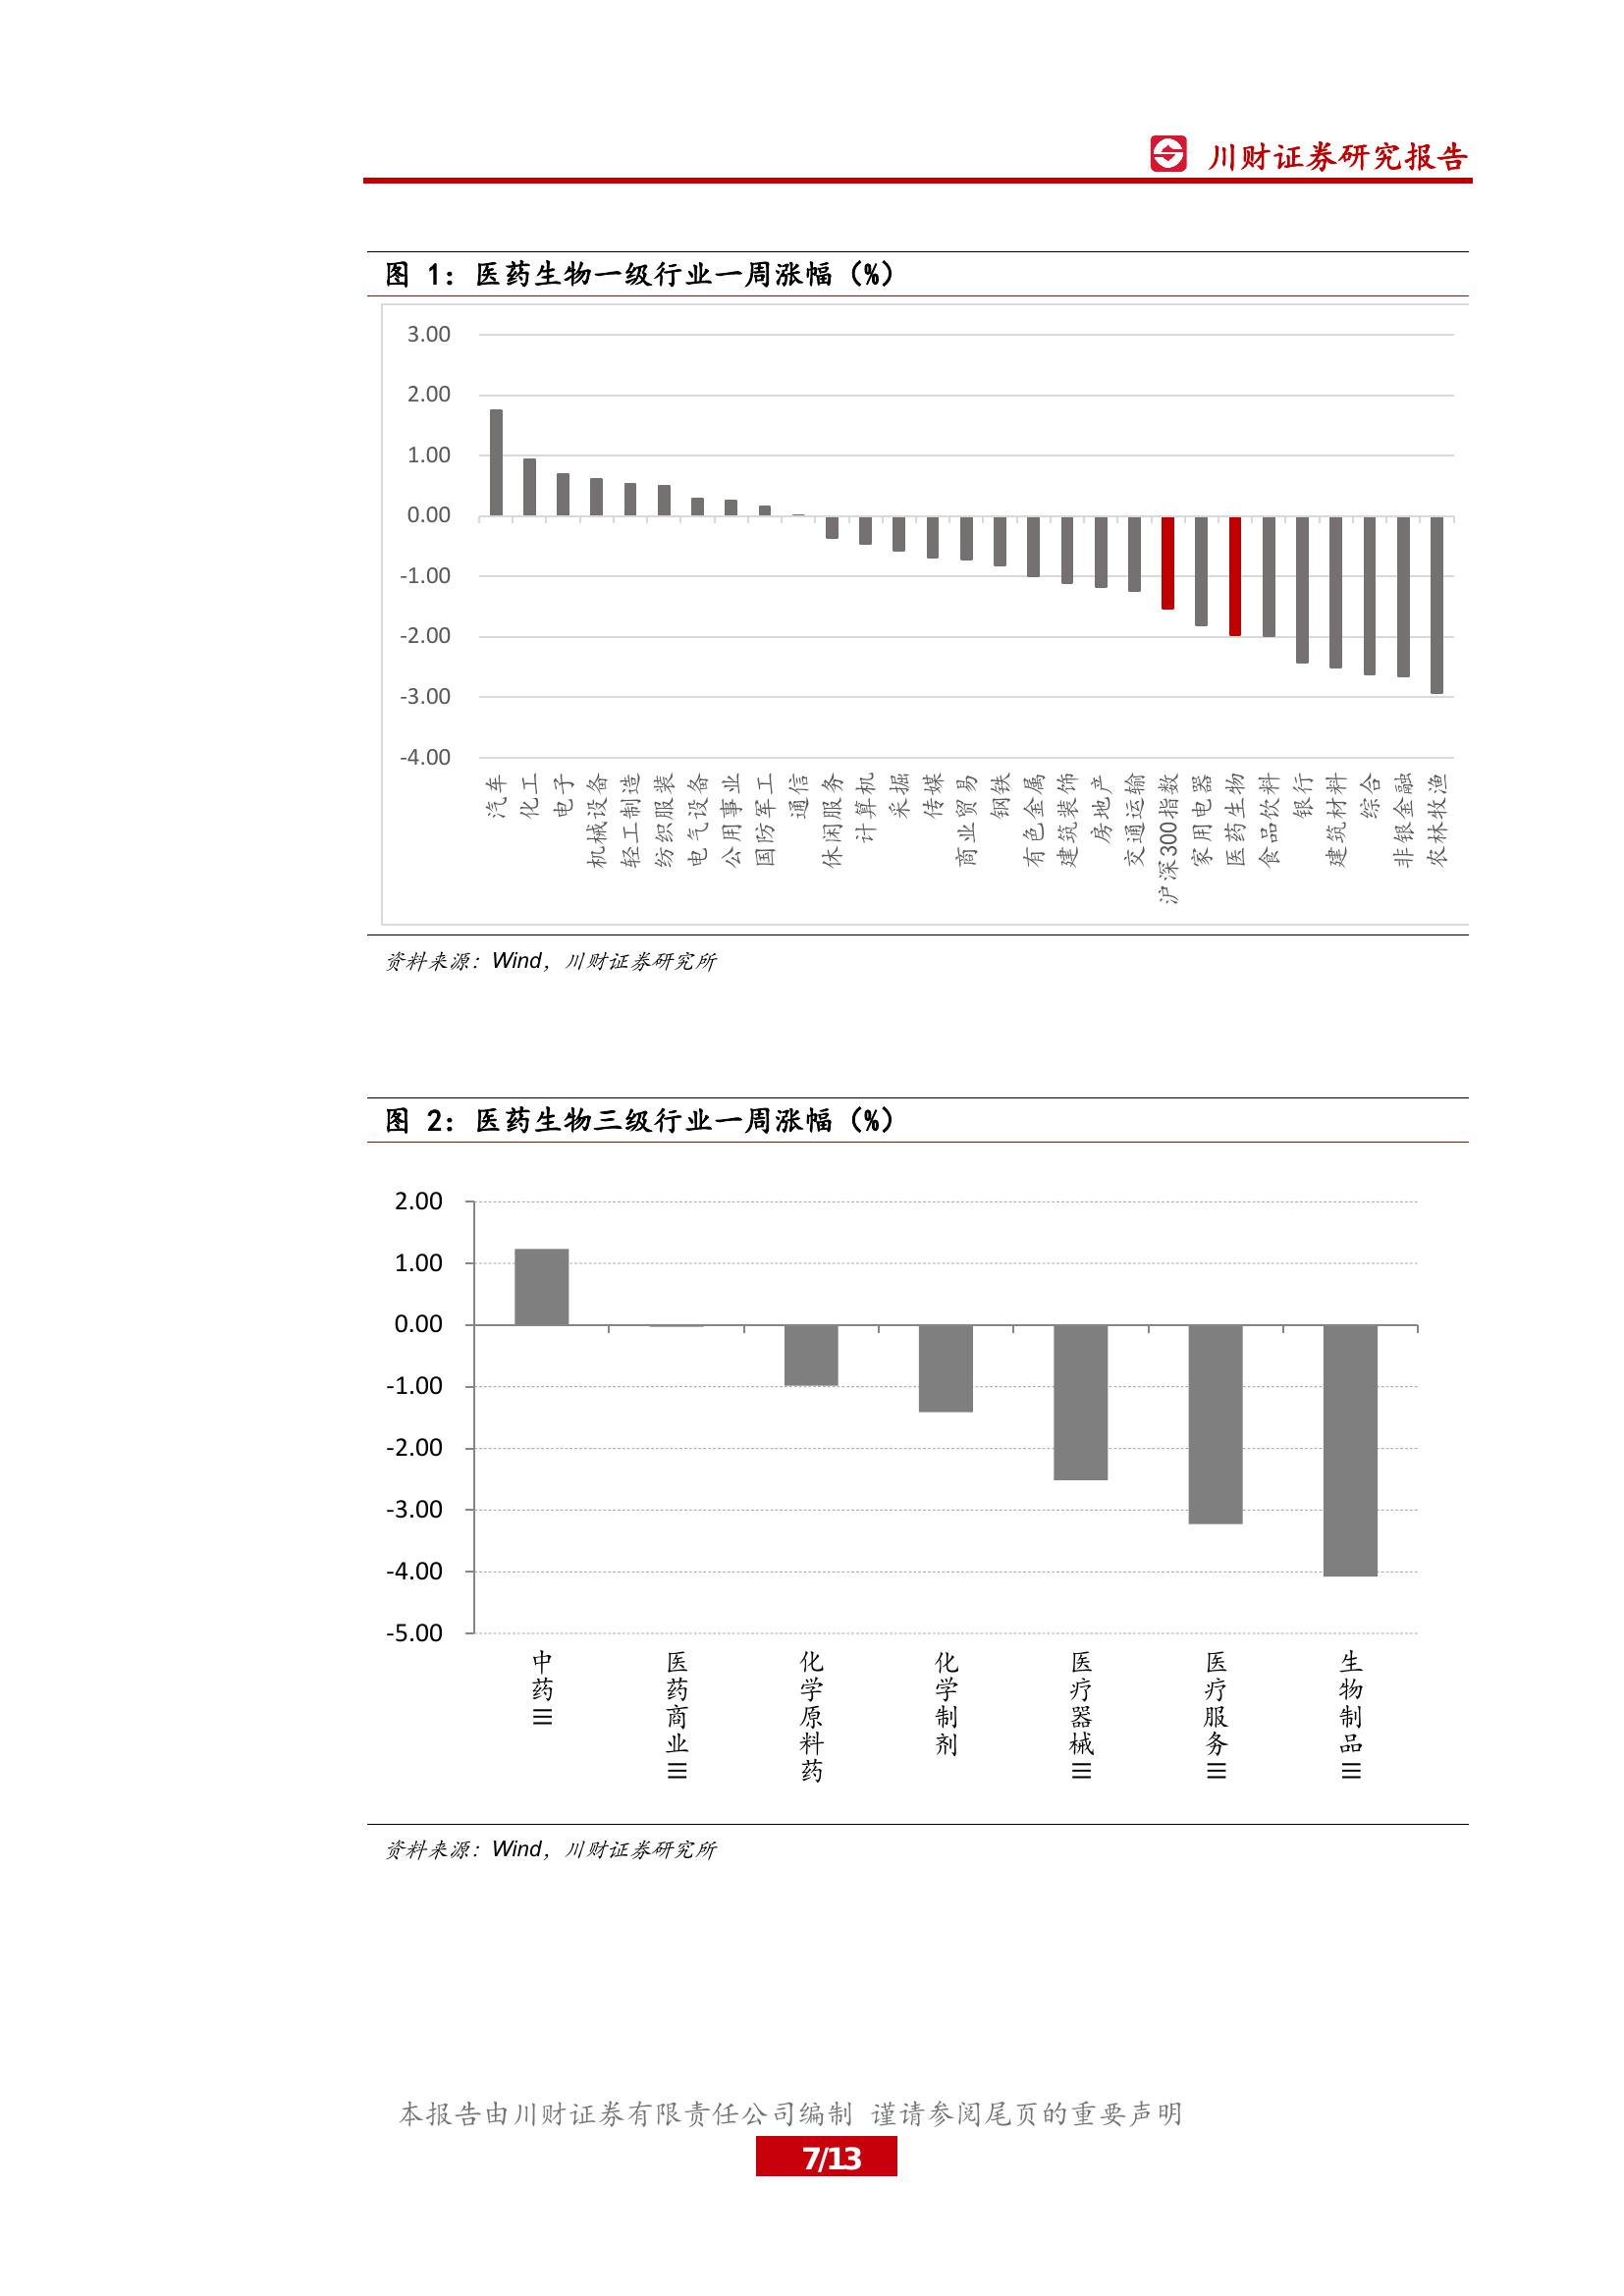 川财证券研究报告
图 1：医药生物一级行业一周涨幅（%）
3.00
2.00
1.00
0.00
-1.00
-2.00
-3.00
-4.00
汽车
化工
电子
机械设备
轻工制造
纺织服装
电气设备
公用事业
国防军工
通信
休闲服务
计算机
采掘
传媒
商业贸易
钢铁
有色金属
建筑装饰
房地产
交通运输
沪深300指数
家用电器
医药生物
食品饮料
银行
建筑材料
综合
非银金融
农林牧渔
资料来源：Wind，川财证券研究所
图 2：医药生物三级行业一周涨幅（%）
2.00
1.00
0.00
-1.00
-2.00
-3.00
-4.00
-5.00
中药Ⅲ
医药商业Ⅲ
化学原料药
化学制剂
医疗器械Ⅲ
医疗服务Ⅲ
生物制品Ⅲ
资料来源：Wind，川财证券研究所
本报告由川财证券有限责任公司编制 谨请参阅尾页的重要声明
7/13